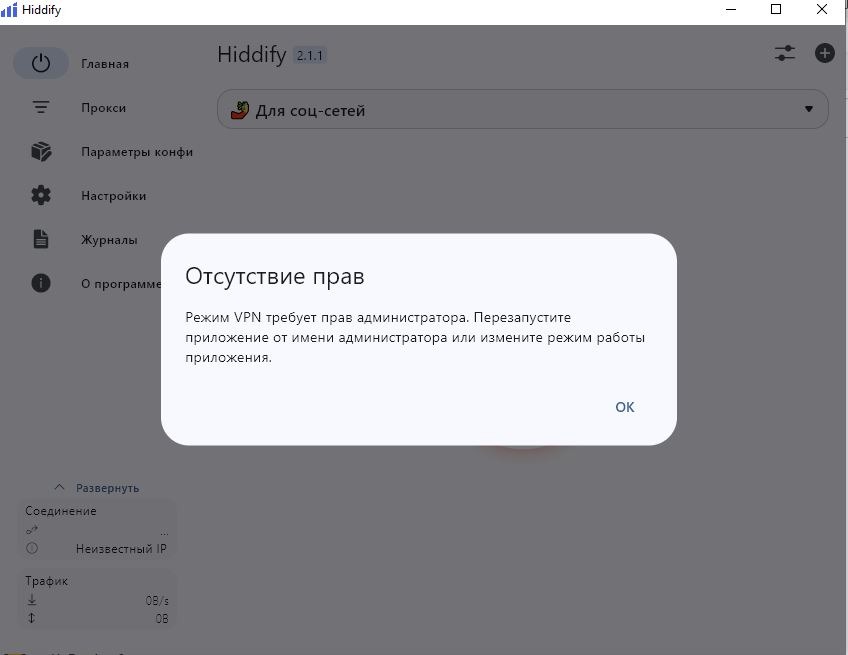 Hiddify
Главная
Hiddify 2.1.1
Прокси
Для соц-сетей
Параметры конфи
Настройки
Журналы
О программе
Отсутствие прав
Режим VPN требует прав администратора. Перезапустите
приложение от имени администратора или измените режим работы
приложения.
ОК
Развернуть
Соединение
...
Неизвестный IP
Трафик
0B/s
0B